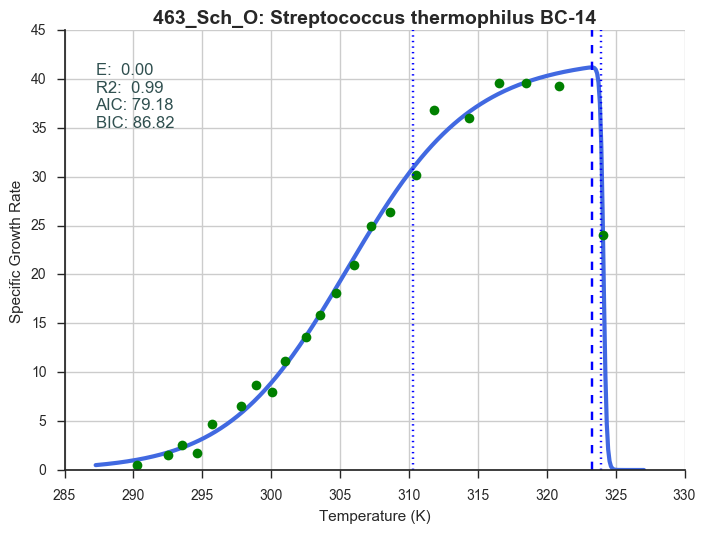 463_Sch_O: Streptococcus thermophilus BC-14
E: 0.00
R2: 0.99
AIC: 79.18
BIC: 86.82
Specific Growth Rate
45
40
35
30
25
20
15
10
5
0
285 290 295 300 305 310 315 320 325 330
Temperature (K)